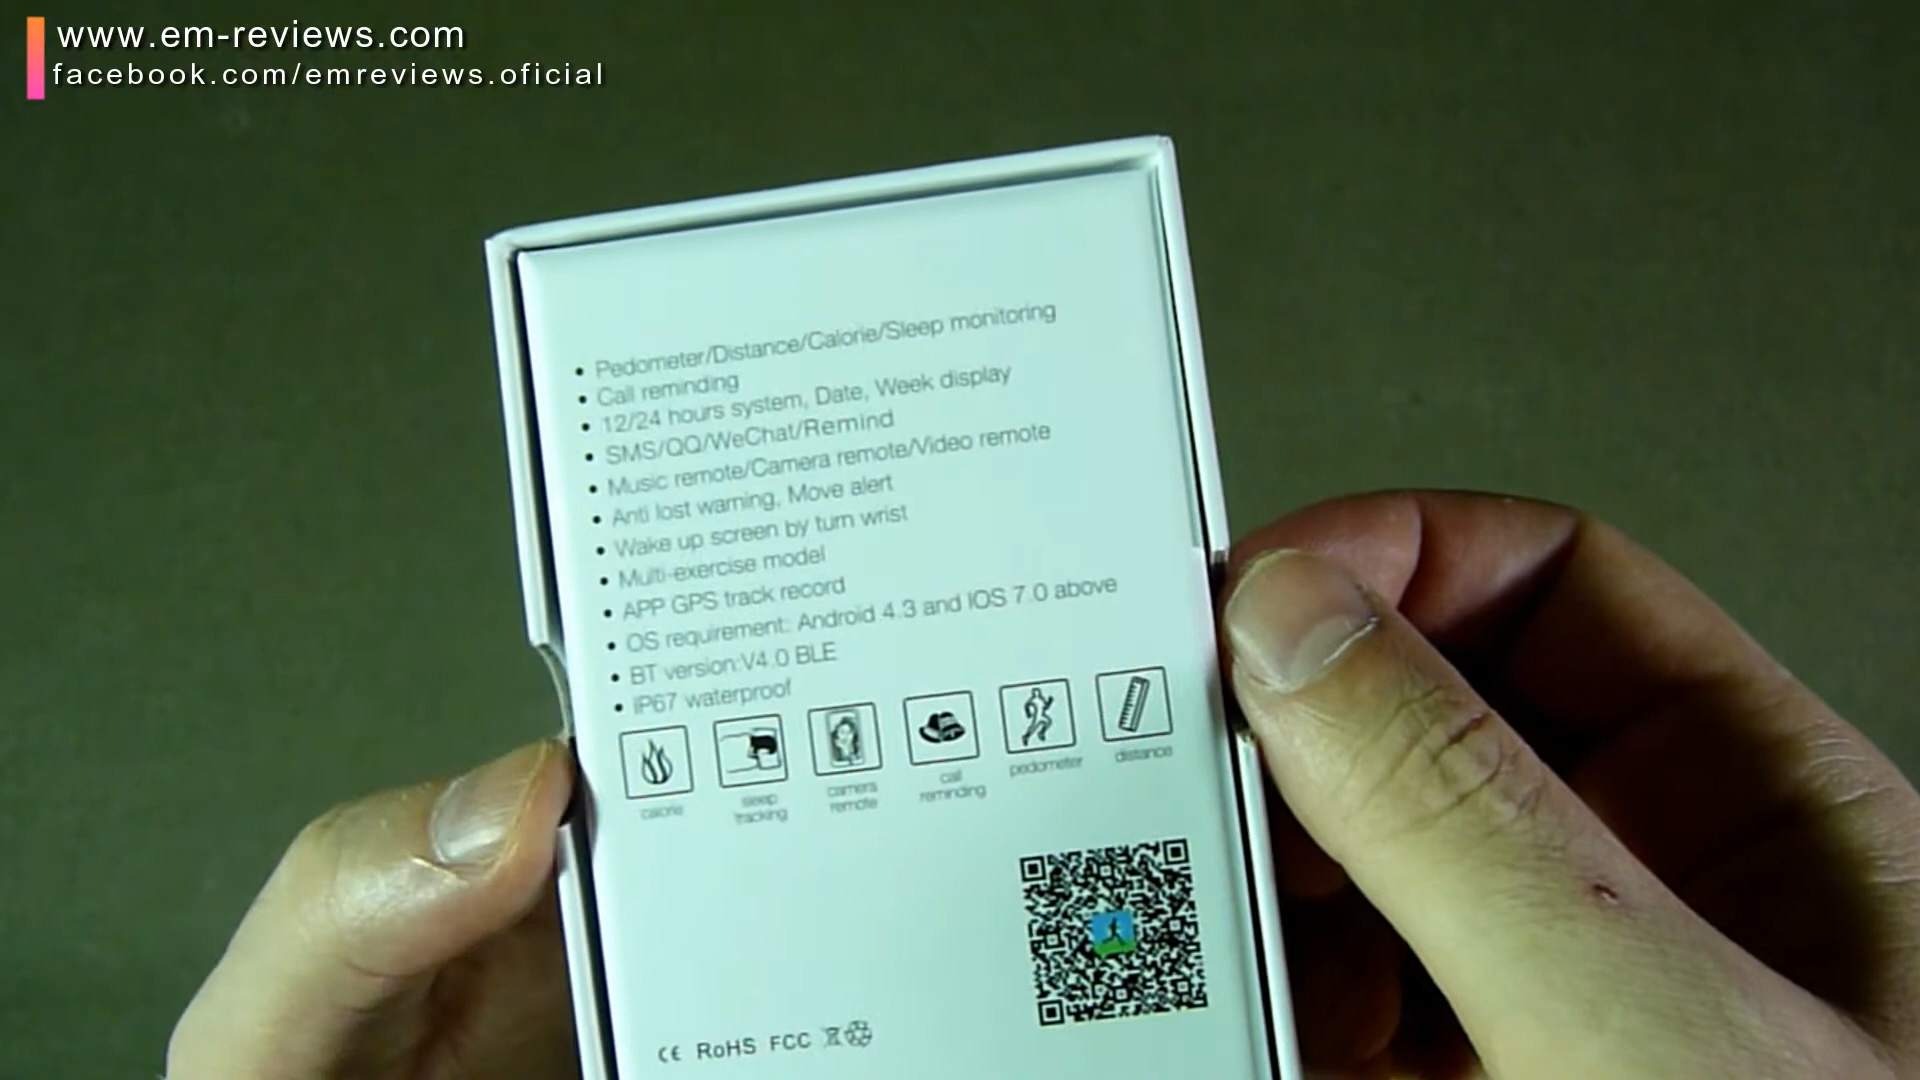 www.em-reviews.com
facebook.com/emreviews.oficial
• Pedometer/Distance/Calorie/Sleep monitoring
• Call reminding
• 12/24 hours system, Date, Week display
• SMS/QQ/WeChat/Remind
• Music remote/Camera remote/Video remote
• Anti lost warning, Move alert
• Wake up screen by turn wrist
• Multi-exercise model
• APP GPS track record
• OS requirement: Android 4.3 and IOS 7.0 above
• BT version:V4.0 BLE
• IP67 waterproof
calorie
sleep
tracking
camera
remote
call
reminding
pedometer
distance
CE RoHS FCC